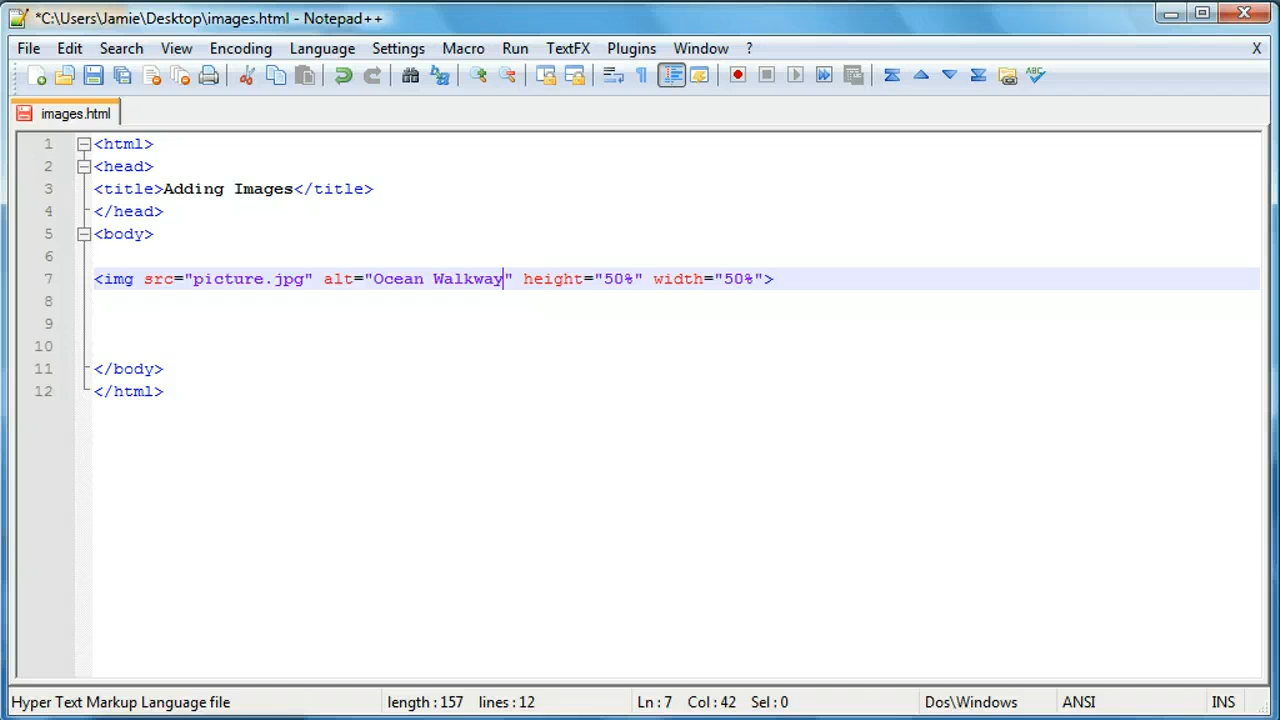 *C:\Users\Jamie\Desktop\images.html - Notepad++
File Edit Search View Encoding Language Settings Macro Run TextFX Plugins Window ? X
images.html
1 <html>
2 <head>
3 <title>Adding Images</title>
4 </head>
5 <body>
6
7 <img src="picture.jpg" alt="Ocean Walkway" height="50%" width="50%">
8
9
10
11 </body>
12 </html>
Hyper Text Markup Language file length : 157 lines : 12 Ln : 7 Col : 42 Sel : 0 Dos\Windows ANSI INS